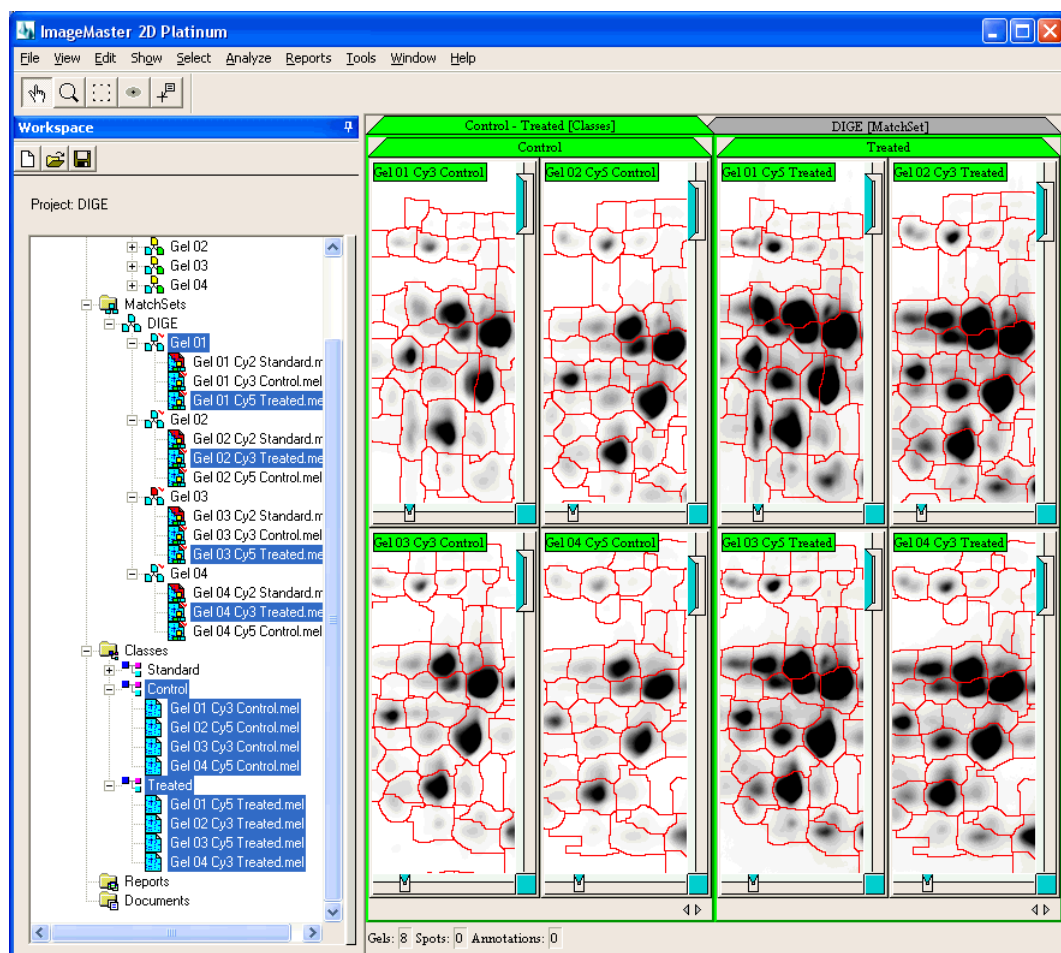 ImageMaster 2D Platinum
File View Edit Show Select Analyze Reports Tools Window Help
Workspace
Project: DIGE
Gel 02
Gel 03
Gel 04
MatchSets
DIGE
Gel 01
Gel 01 Cy2 Standard.m
Gel 01 Cy3 Control.mel
Gel 01 Cy5 Treated.me
Gel 02
Gel 02 Cy2 Standard.m
Gel 02 Cy3 Treated.me
Gel 02 Cy5 Control.mel
Gel 03
Gel 03 Cy2 Standard.m
Gel 03 Cy3 Control.mel
Gel 03 Cy5 Treated.me
Gel 04
Gel 04 Cy2 Standard.m
Gel 04 Cy3 Treated.me
Gel 04 Cy5 Control.mel
Classes
Standard
Control
Gel 01 Cy3 Control.mel
Gel 02 Cy5 Control.mel
Gel 03 Cy3 Control.mel
Gel 04 Cy5 Control.mel
Treated
Gel 01 Cy5 Treated.mel
Gel 02 Cy3 Treated.mel
Gel 03 Cy5 Treated.mel
Gel 04 Cy3 Treated.mel
Reports
Documents
Control - Treated [Classes] DIGE [MatchSet]
Control Treated
Gel 01 Cy3 Control Gel 02 Cy5 Control Gel 01 Cy5 Treated Gel 02 Cy3 Treated
Gel 03 Cy3 Control Gel 04 Cy5 Control Gel 03 Cy5 Treated Gel 04 Cy3 Treated
Gels: 8 Spots: 0 Annotations: 0